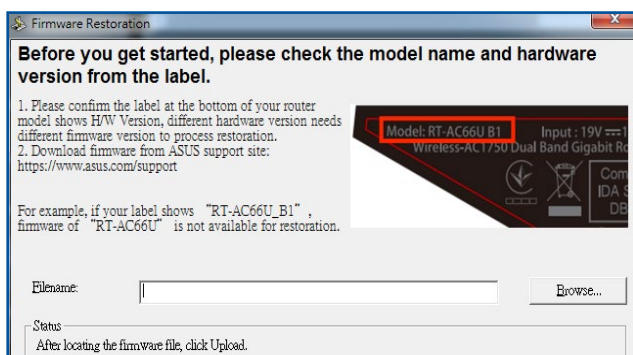 Firmware Restoration
Before you get started, please check the model name and hardware
version from the label.
1. Please confirm the label at the bottom of your router
model shows H/W Version, different hardware version needs
different firmware version to process restoration.
2. Download firmware from ASUS support site:
https://www.asus.com/support
For example, if your label shows “RT-AC66U_B1” ,
firmware of “RT-AC66U” is not available for restoration.
Model: RT-AC66U B1
Input : 19V
Wireless-AC1750 Dual Band Gigabit Ro
Com
IDA S
DB
Filename:
Browse...
Status
After locating the firmware file, click Upload.